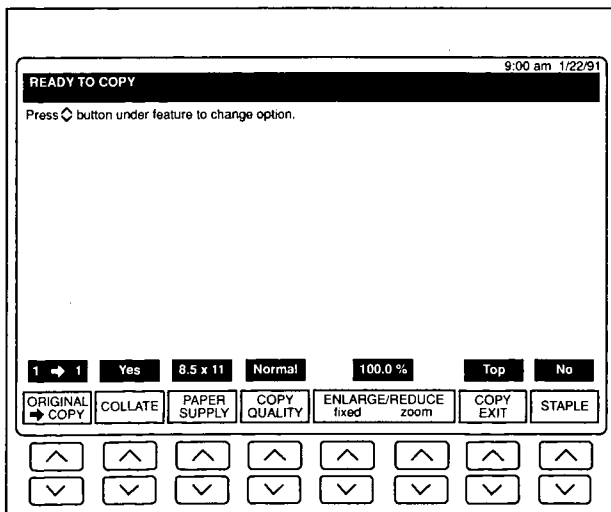 9:00 am 1/22/91
READY TO COPY
Press ◇ button under feature to change option.
1 ➡ 1 Yes 8.5 x 11 Normal 100.0 % Top No
ORIGINAL ➡ COPY
COLLATE
PAPER SUPPLY
COPY QUALITY
ENLARGE/REDUCE
fixed zoom
COPY EXIT
STAPLE